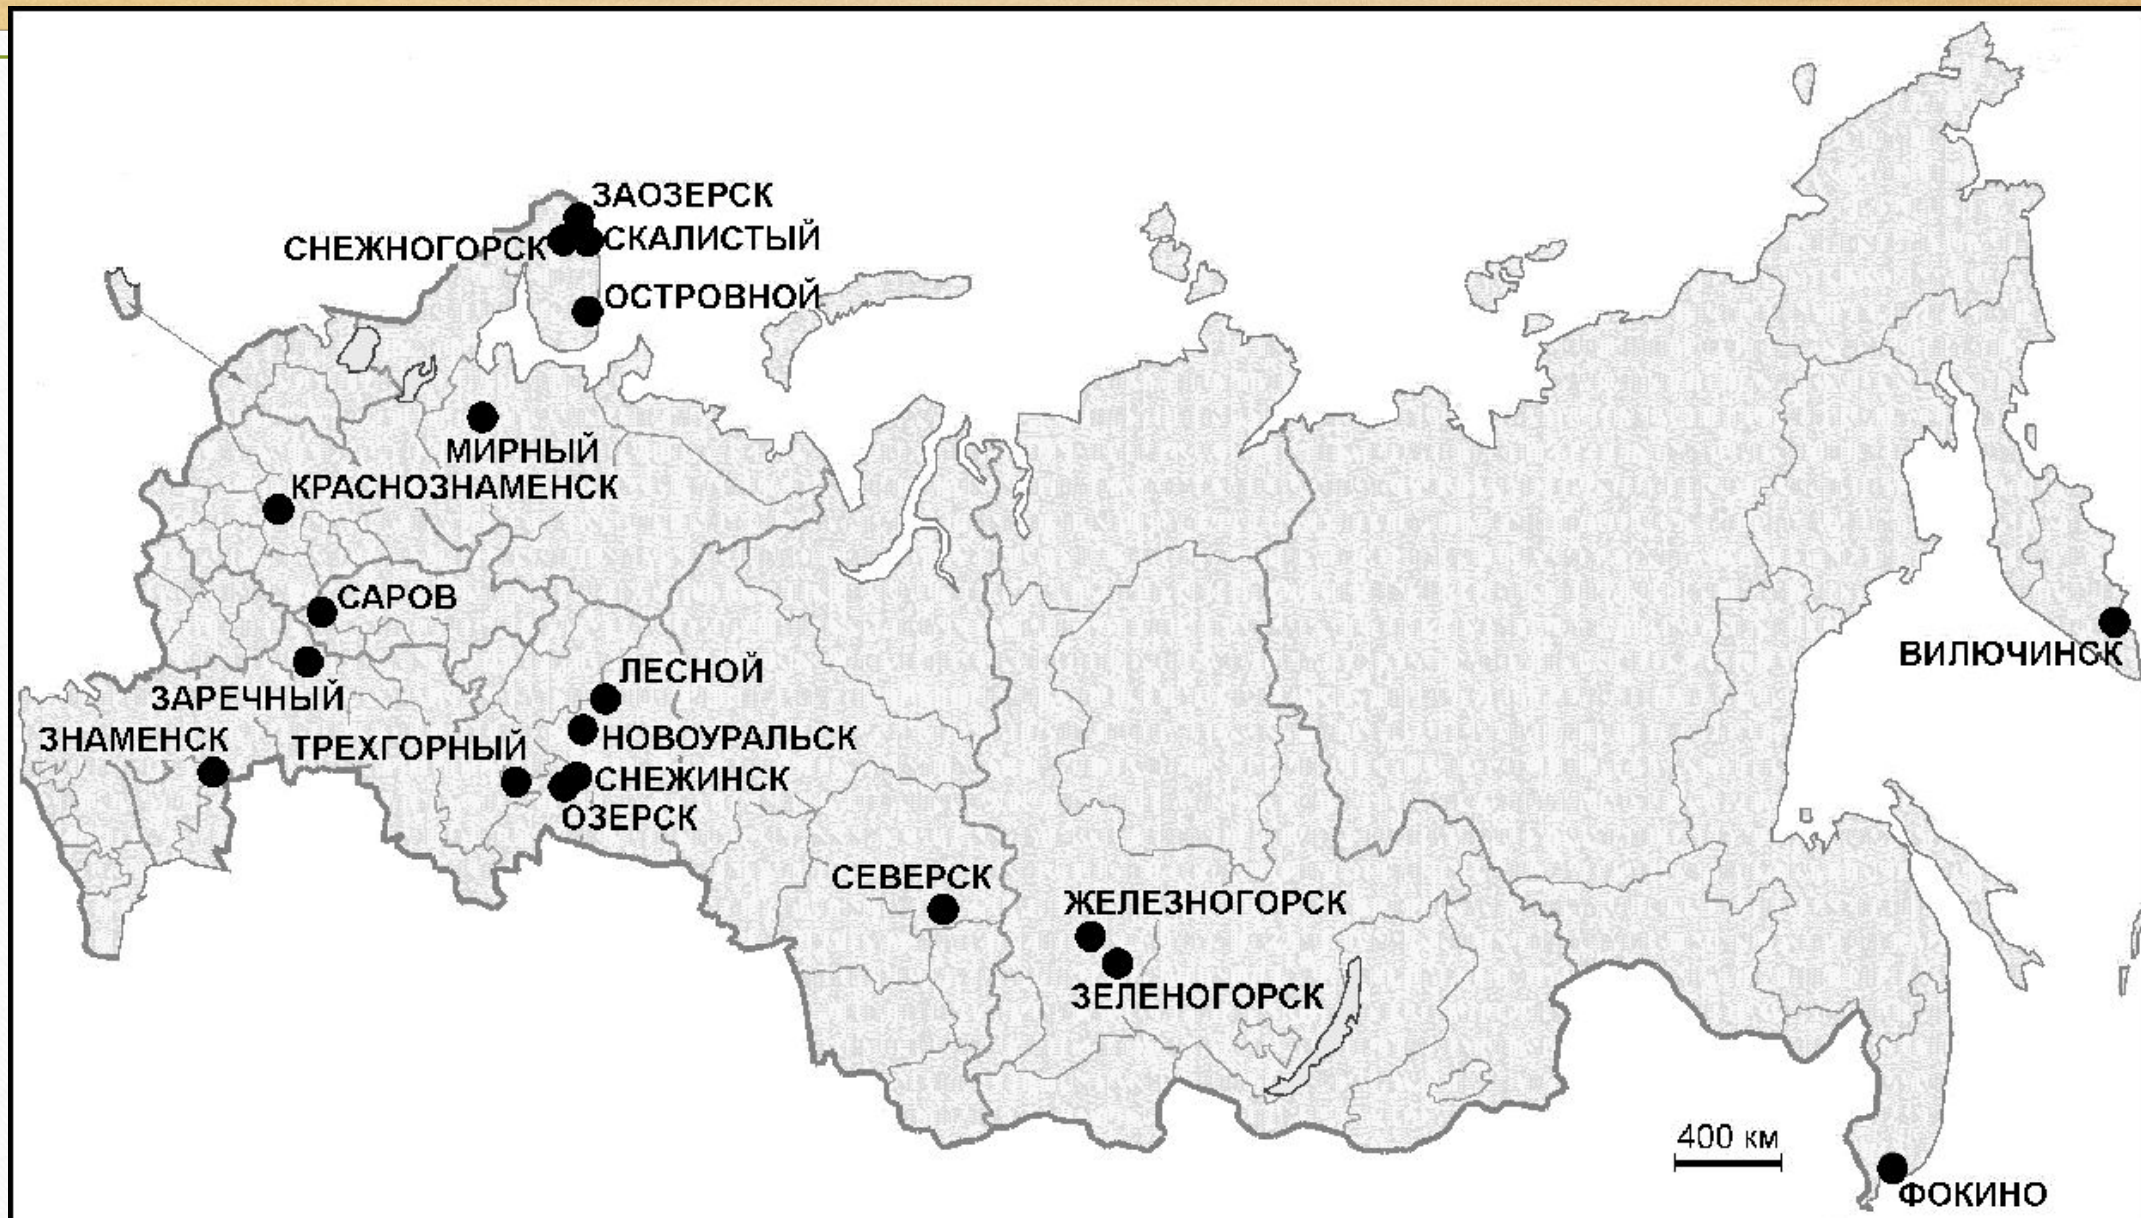 ЗАОЗЕРСК
СНЕЖНОГОРСК
СКАЛИСТЫЙ
ОСТРОВНОЙ
МИРНЫЙ
КРАСНОЗНАМЕНСК
САРОВ
ВИЛЮЧИНСК
ЛЕСНОЙ
ЗАРЕЧНЫЙ
ЗНАМЕНСК
ТРЕХГОРНЫЙ
НОВОУРАЛЬСК
СНЕЖИНСК
ОЗЕРСК
СЕВЕРСК
ЖЕЛЕЗНОГОРСК
ЗЕЛЕНОГОРСК
400 км
ФОКИНО